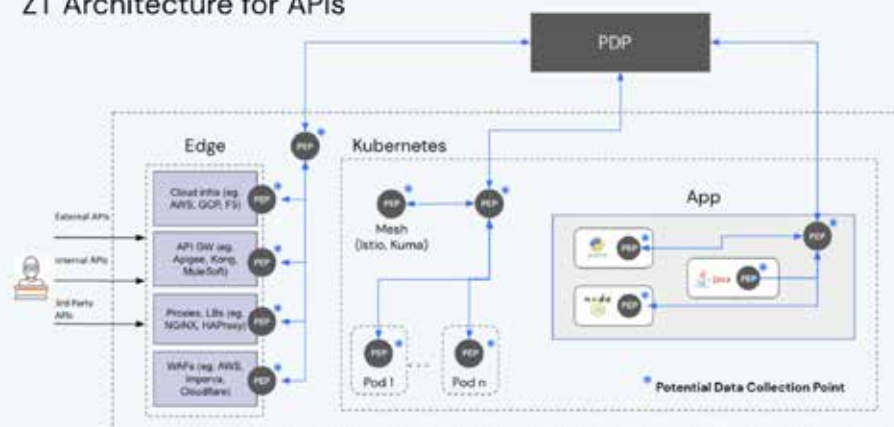 ZT Architecture for APIs
PDP
Edge
PEP
Kubernetes
Cloud infra (eg.
AWS, GCP, F5)
PEP
PEP
PEP
Mesh
(Istio, Kuma)
App
External APIs
API GW (eg.
Apigee, Kong,
MuleSoft)
PEP
PEP
python
PEP
Internal APIs
Java
PEP
3rd Party
APIs
Proxies, LBs (eg.
NGINX, HAProxy)
PEP
node
PEP
WAFs (eg. AWS,
Imperva,
Cloudflare)
PEP
PEP
Pod 1
...
PEP
Pod n
Potential Data Collection Point